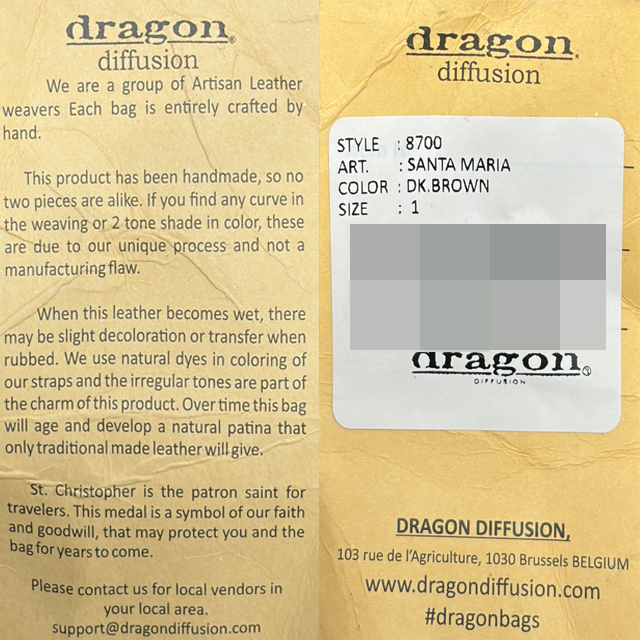 dragon®
diffusion
We are a group of Artisan Leather
weavers Each bag is entirely crafted by
hand.
This product has been handmade, so no
two pieces are alike. If you find any curve in
the weaving or 2 tone shade in color, these
are due to our unique process and not a
manufacturing flaw.
When this leather becomes wet, there
may be slight decoloration or transfer when
rubbed. We use natural dyes in coloring of
our straps and the irregular tones are part of
the charm of this product. Over time this bag
will age and develop a natural patina that
only traditional made leather will give.
St. Christopher is the patron saint for
travelers. This medal is a symbol of our faith
and goodwill, that may protect you and the
bag for years to come.
Please contact us for local vendors in
your local area.
support@dragondiffusion.com
dragon®
diffusion
STYLE : 8700
ART. : SANTA MARIA
COLOR : DK.BROWN
SIZE : 1
dragon®
DIFFUSION
DRAGON DIFFUSION,
103 rue de l'Agriculture, 1030 Brussels BELGIUM
www.dragondiffusion.com
#dragonbags